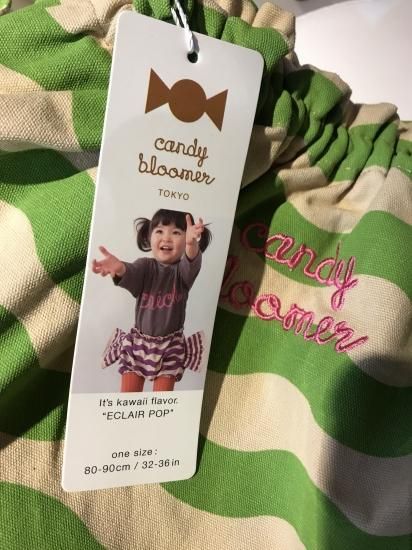 candy
bloomer
TOKYO
It's kawaii flavor.
"ECLAIR POP"
one size :
80-90cm / 32-36in
candy
bloomer